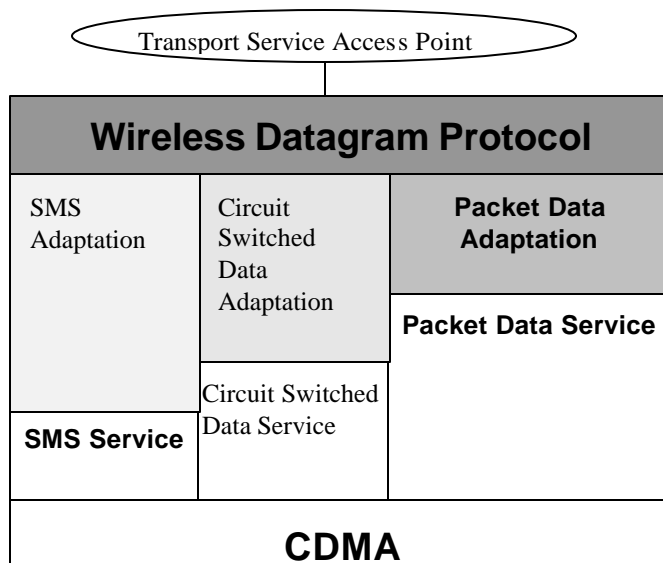 Transport Service Access Point
Wireless Datagram Protocol
SMS
Adaptation
Circuit
Switched
Data
Adaptation
Packet Data
Adaptation
Packet Data Service
Circuit Switched
Data Service
SMS Service
CDMA